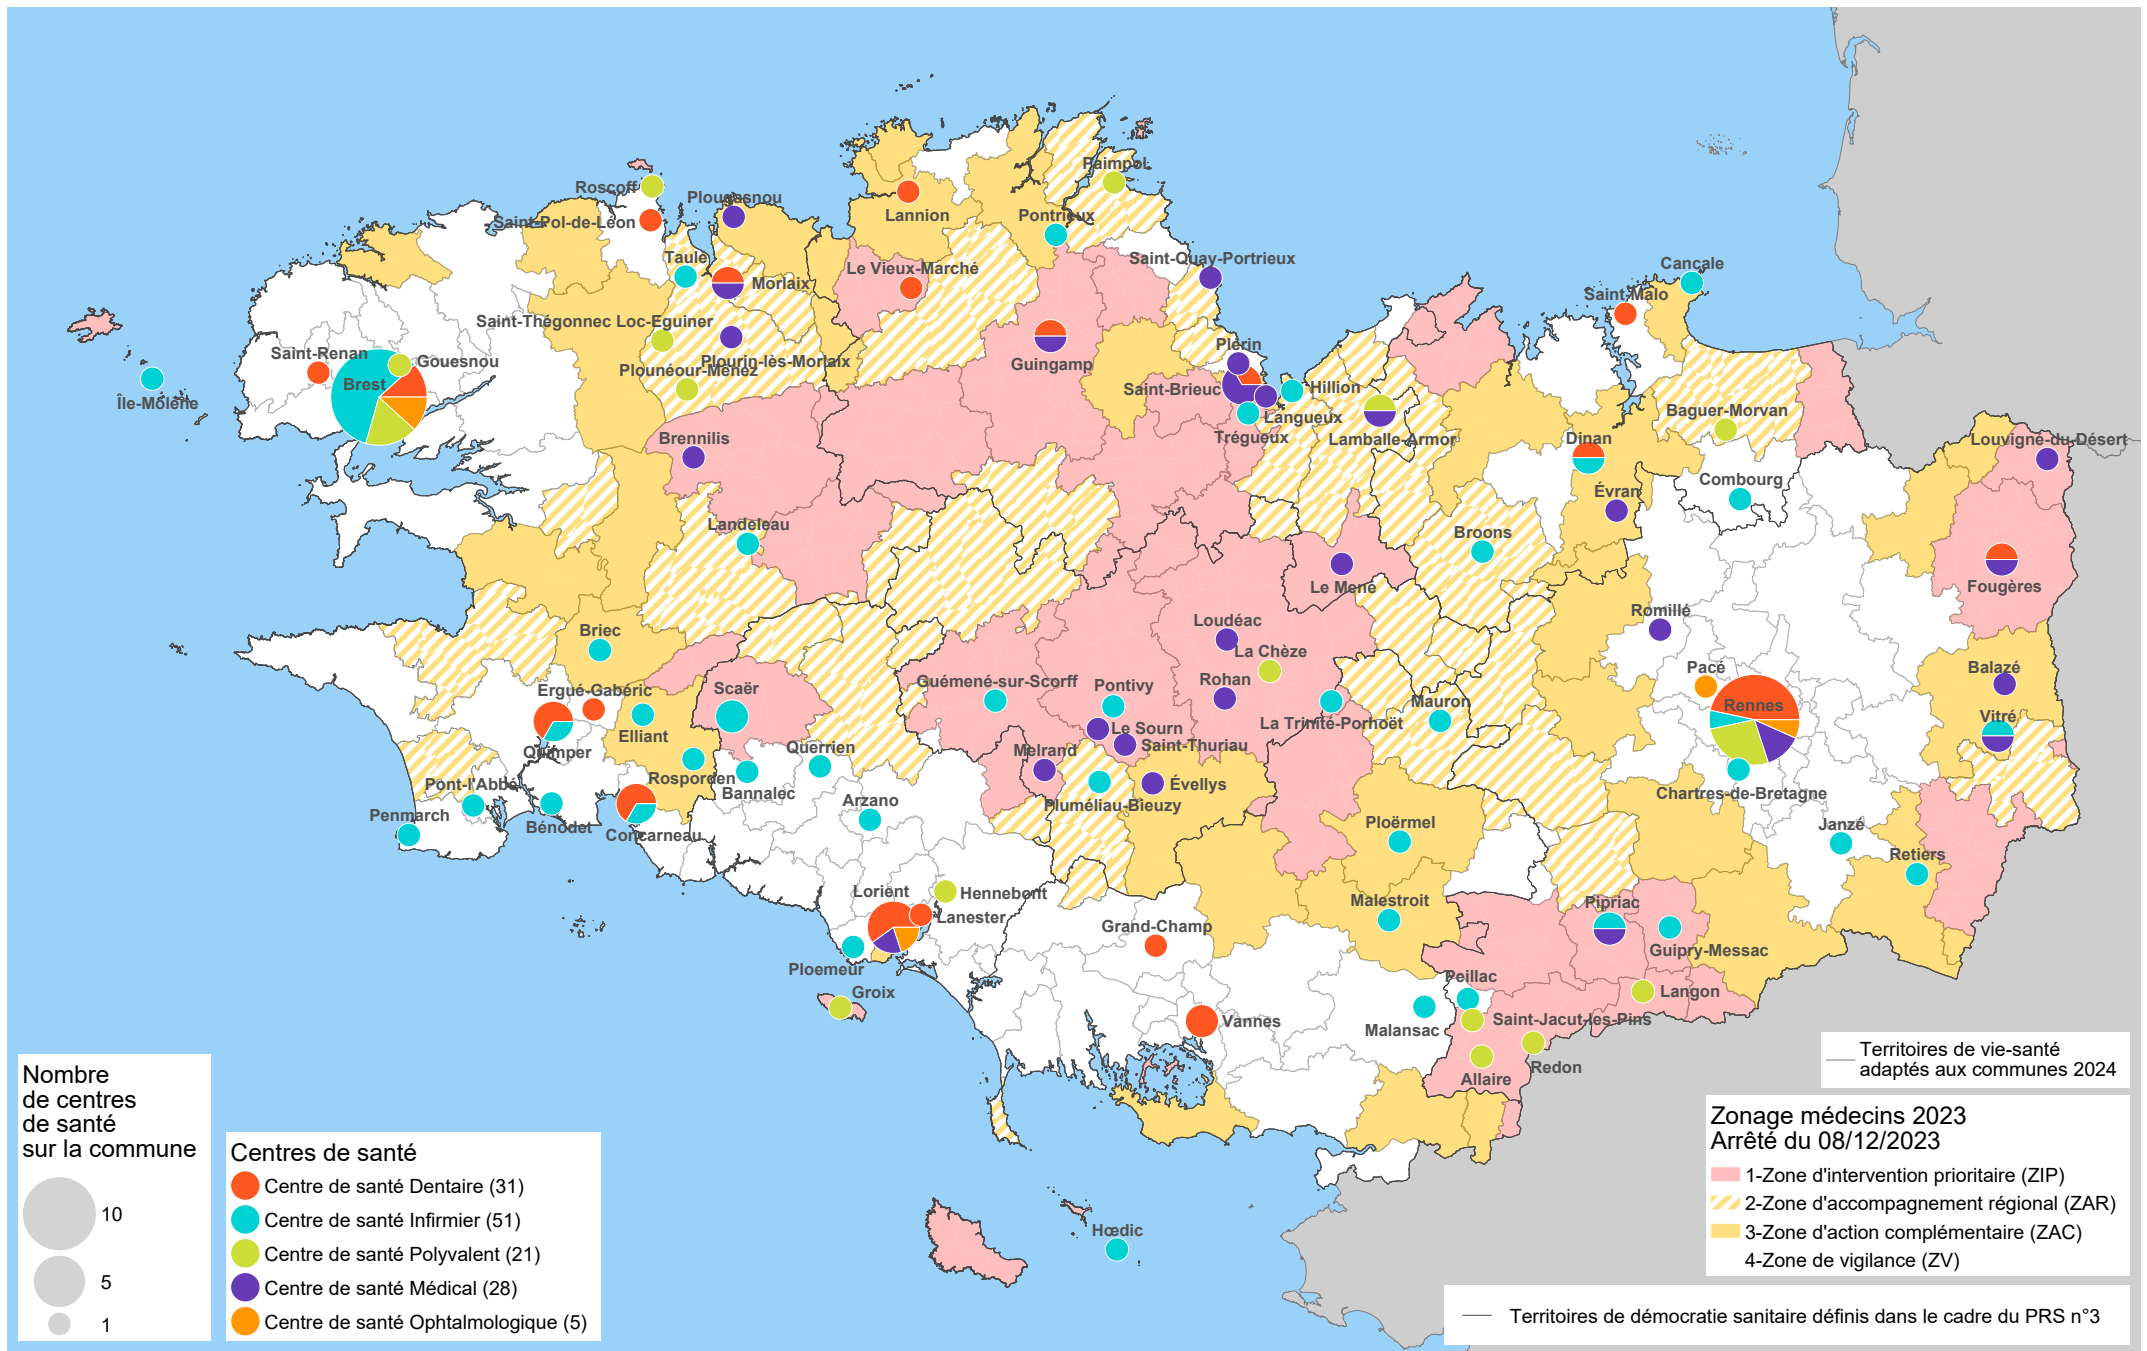 Paimpol
Roscoff
Plougasnou
Saint-Pol-de-Léon
Lannion
Pontrieux
Taule
Le Vieux-Marché
Saint-Quay-Portrieux
Cancale
Morlaix
Saint-Malo
Saint-Thégonnec Loc-Eguiner
Saint-Renan
Gouesnou
Plourin-lès-Morlaix
Guingamp
Plérin
Plounéour-Ménez
Brest
Saint-Brieuc
Hillion
Île-Molène
Langueux
Baguer-Morvan
Trégueux
Lamballe-Armor
Dinan
Louvigné-du-Désert
Brennilis
Combourg
Évran
Landeleau
Broons
Le Mené
Fougères
Romillé
Briec
Loudéac
La Chèze
Pacé
Balazé
Ergué-Gabéric
Scaër
Guémené-sur-Scorff
Pontivy
Rohan
Mauron
Rennes
La Trinité-Porhoët
Vitré
Elliant
Le Sourn
Quimper
Querrien
Melrand
Saint-Thuriau
Rosporden
Pont-l'Abbé
Bannalec
Évellys
Chartres-de-Bretagne
Arzano
Pluméliau-Bieuzy
Penmarch
Bénodet
Concarneau
Ploërmel
Janzé
Retiers
Lorient
Hennebont
Malestroit
Pipriac
Lanester
Grand-Champ
Guipry-Messac
Ploemeur
Peillac
Groix
Langon
Vannes
Malansac
Saint-Jacut-les-Pins
Redon
Allaire
Hœdic
Nombre
de centres
de santé
sur la commune
10
5
1
Centres de santé
Centre de santé Dentaire (31)
Centre de santé Infirmier (51)
Centre de santé Polyvalent (21)
Centre de santé Médical (28)
Centre de santé Ophtalmologique (5)
Territoires de vie-santé
adaptés aux communes 2024
Zonage médecins 2023
Arrêté du 08/12/2023
1-Zone d'intervention prioritaire (ZIP)
2-Zone d'accompagnement régional (ZAR)
3-Zone d'action complémentaire (ZAC)
4-Zone de vigilance (ZV)
Territoires de démocratie sanitaire définis dans le cadre du PRS n°3